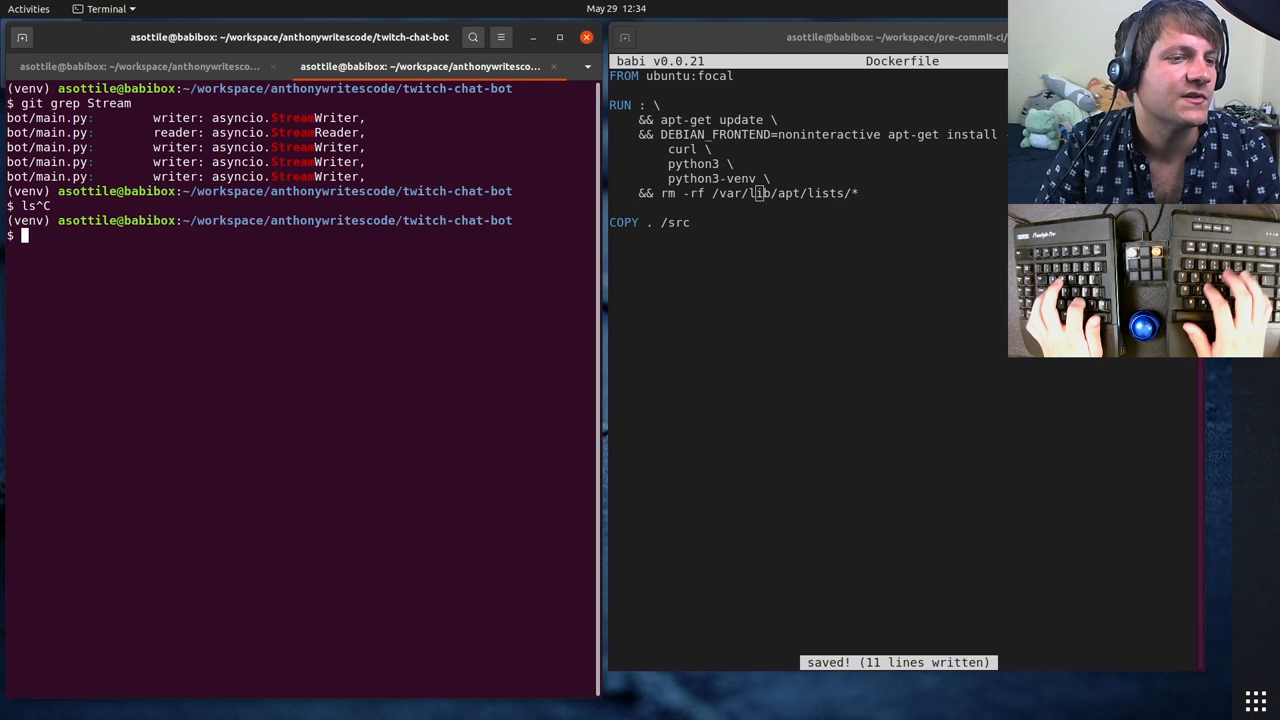 Activities
Terminal
May 29 12:34
asottile@babibox: ~/workspace/anthonywritescode/twitch-chat-bot
asottile@babibox: ~/workspace/anthonywritesco…
asottile@babibox: ~/workspace/anthonywritesco…
(venv) asottile@babibox:~/workspace/anthonywritescode/twitch-chat-bot
$ git grep Stream
bot/main.py:        writer: asyncio.StreamWriter,
bot/main.py:        reader: asyncio.StreamReader,
bot/main.py:        writer: asyncio.StreamWriter,
bot/main.py:        writer: asyncio.StreamWriter,
bot/main.py:        writer: asyncio.StreamWriter,
(venv) asottile@babibox:~/workspace/anthonywritescode/twitch-chat-bot
$ ls^C
(venv) asottile@babibox:~/workspace/anthonywritescode/twitch-chat-bot
$
asottile@babibox: ~/workspace/pre-commit-ci/
babi v0.0.21 Dockerfile
FROM ubuntu:focal
RUN : \
    && apt-get update \
    && DEBIAN_FRONTEND=noninteractive apt-get install
        curl \
        python3 \
        python3-venv \
    && rm -rf /var/lib/apt/lists/*
COPY . /src
saved! (11 lines written)